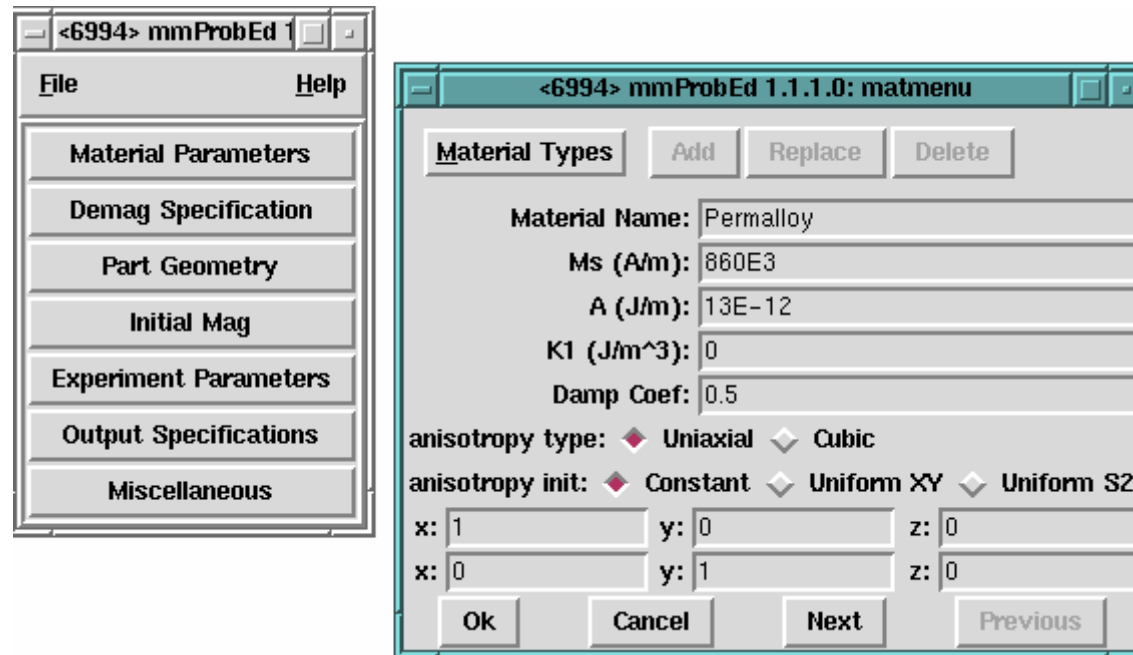 <6994> mmProbEd 1
File Help
Material Parameters
Demag Specification
Part Geometry
Initial Mag
Experiment Parameters
Output Specifications
Miscellaneous
<6994> mmProbEd 1.1.1.0: matmenu
Material Types Add Replace Delete
Material Name: Permalloy
Ms (A/m): 860E3
A (J/m): 13E-12
K1 (J/m^3): 0
Damp Coef: 0.5
anisotropy type: Uniaxial Cubic
anisotropy init: Constant Uniform XY Uniform S2
x: 1 y: 0 z: 0
x: 0 y: 1 z: 0
Ok Cancel Next Previous